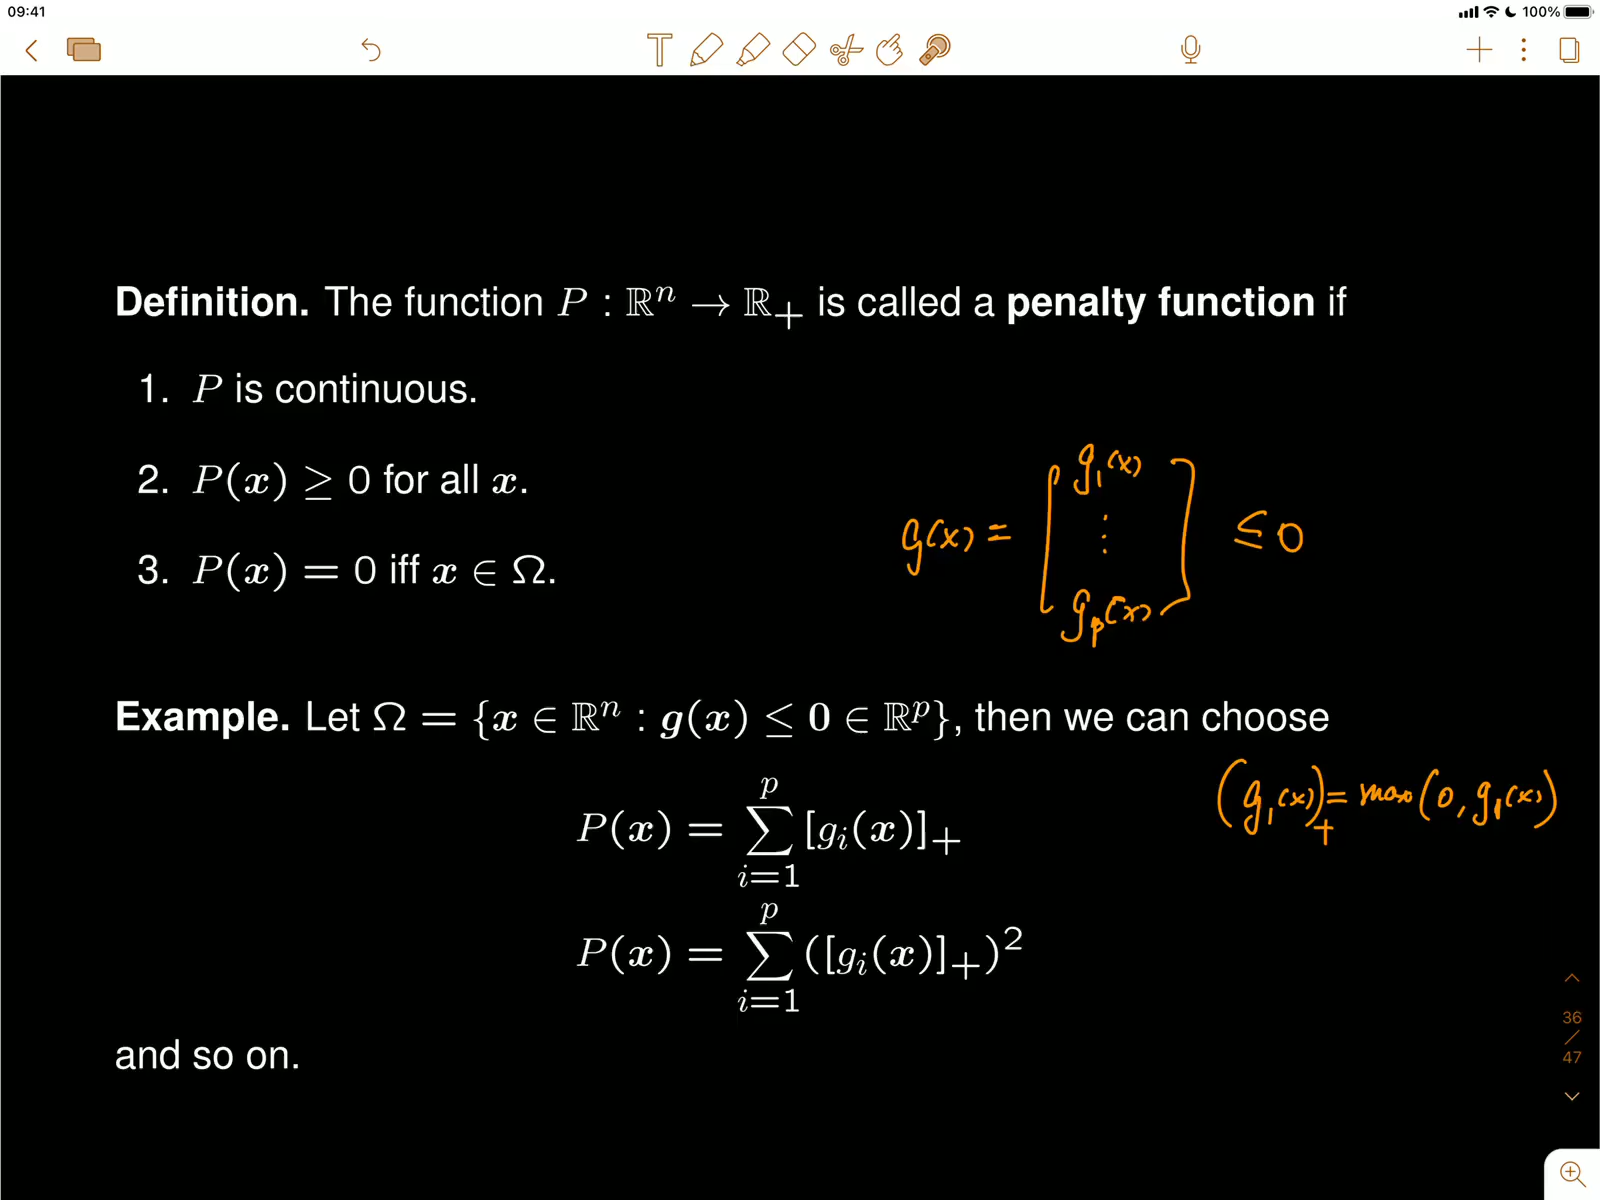 09:41
100%
Definition. The function P : ℝⁿ → ℝ₊ is called a penalty function if
1. P is continuous.
2. P(x) ≥ 0 for all x.
3. P(x) = 0 iff x ∈ Ω.
g(x) = [g₁(x) ⋮ gₚ(x)] ≤ 0
Example. Let Ω = {x ∈ ℝⁿ : g(x) ≤ 0 ∈ ℝᵖ}, then we can choose
P(x) = ∑ᵢ₌₁ᵖ [gᵢ(x)]₊
(g₁(x))₊ = max(0, g₁(x))
P(x) = ∑ᵢ₌₁ᵖ ([gᵢ(x)]₊)²
and so on.
36
/
47